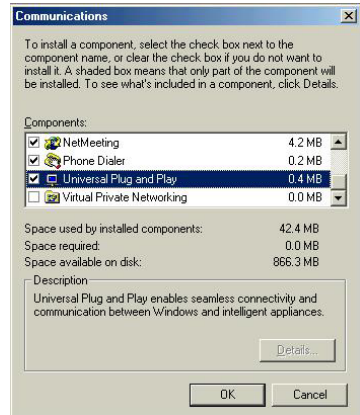 Communications
To install a component, select the check box next to the
component name, or clear the check box if you do not want to
install it. A shaded box means that only part of the component will
be installed. To see what's included in a component, click Details.
Components:
NetMeeting 4.2 MB
Phone Dialer 0.2 MB
Universal Plug and Play 0.4 MB
Virtual Private Networking 0.0 MB
Space used by installed components: 42.4 MB
Space required: 0.0 MB
Space available on disk: 866.3 MB
Description
Universal Plug and Play enables seamless connectivity and
communication between Windows and intelligent appliances.
Details...
OK Cancel